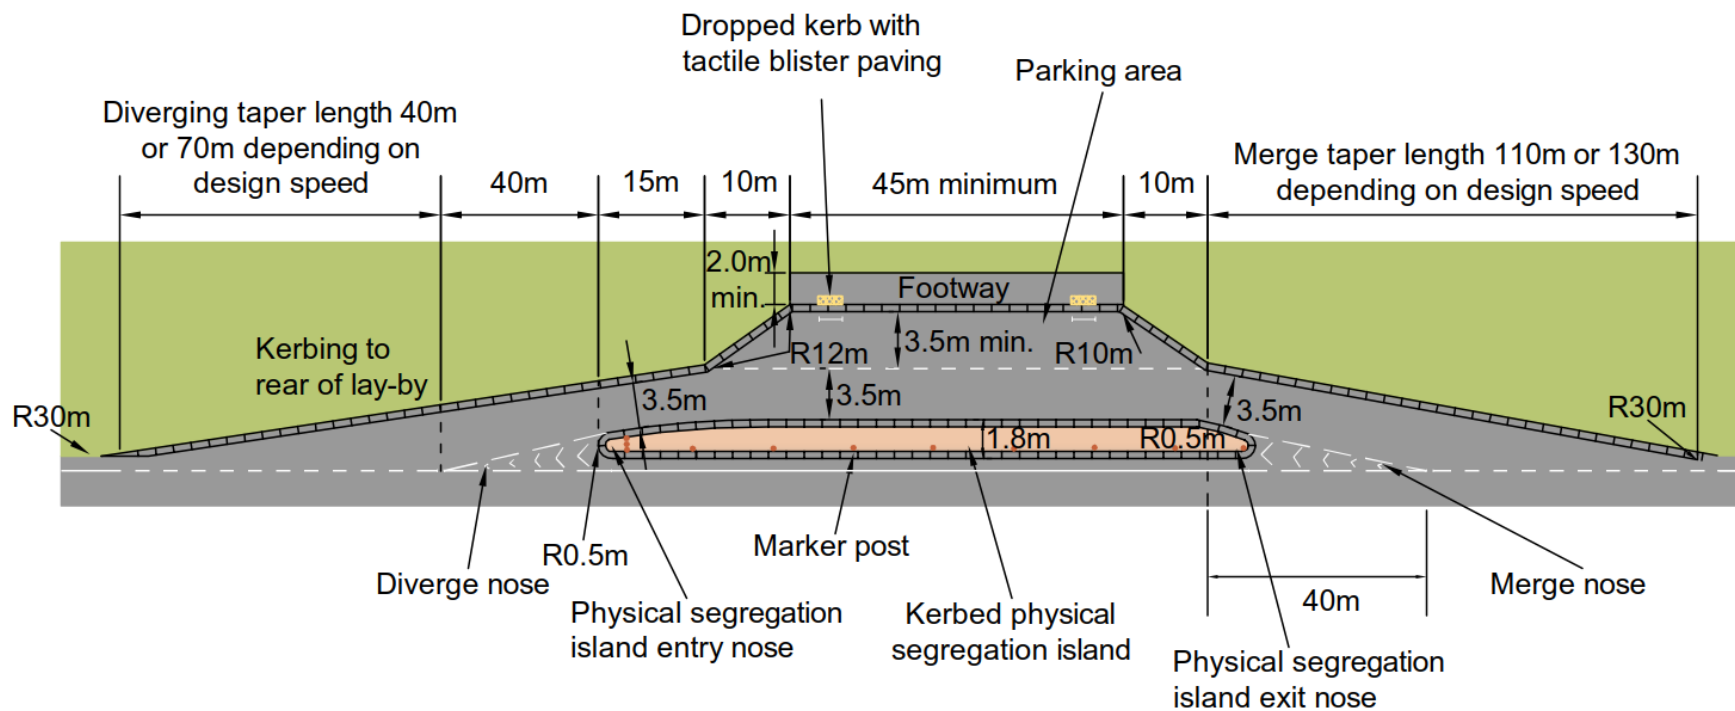 Dropped kerb with
tactile blister paving
Parking area
Diverging taper length 40m
or 70m depending on
design speed
40m
15m
10m
45m minimum
10m
Merge taper length 110m or 130m
depending on design speed
2.0m
min.
Footway
Kerbing to
rear of lay-by
R12m
3.5m min.
R10m
R30m
3.5m
3.5m
3.5m
R30m
1.8m
R0.5m
R0.5m
Marker post
Diverge nose
Physical segregation
island entry nose
Kerbed physical
segregation island
40m
Merge nose
Physical segregation
island exit nose